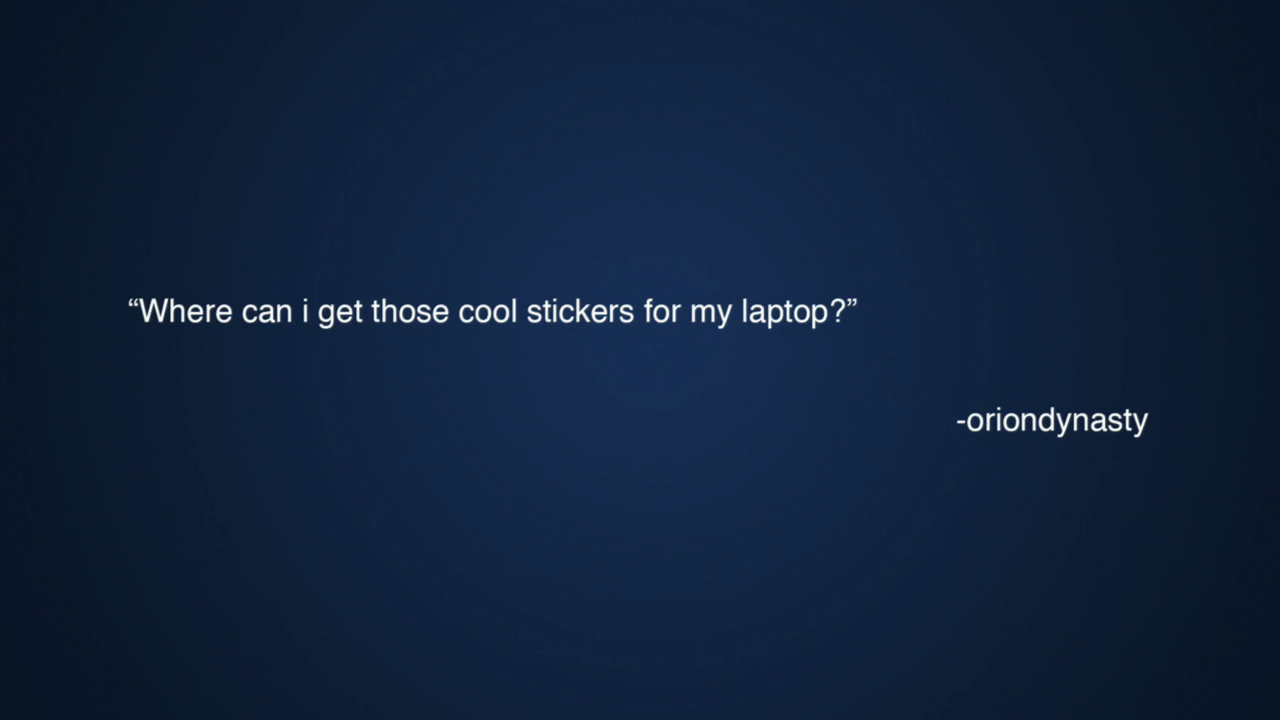 “Where can i get those cool stickers for my laptop?”
-oriondynasty